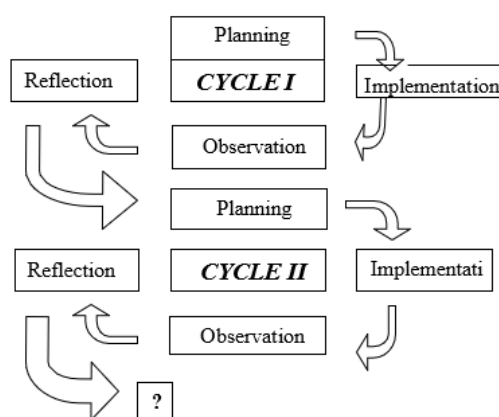 Planning
Reflection
CYCLE I
Implementation
Observation
Planning
Reflection
CYCLE II
Implementati
Observation
?